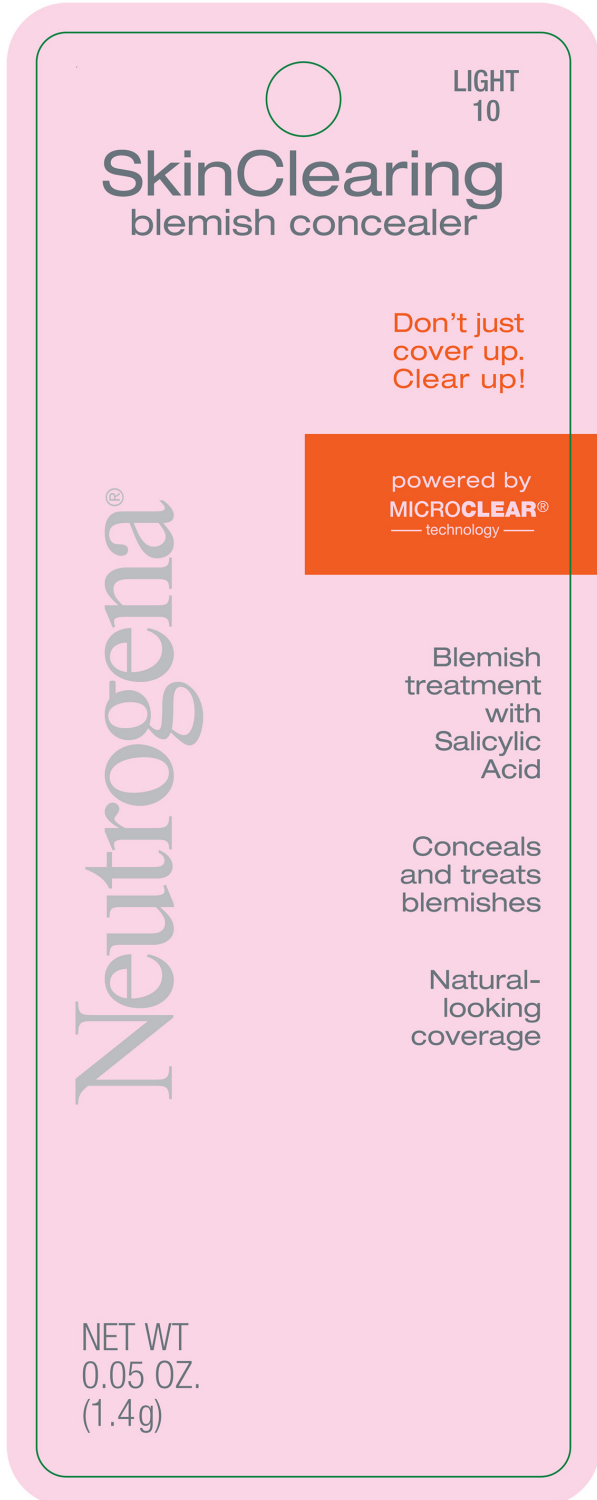 LIGHT
10
SkinClearing
blemish concealer
Don't just
cover up.
Clear up!
powered by
MICROCLEAR®
technology
Neutrogena®
Blemish
treatment
with
Salicylic
Acid
Conceals
and treats
blemishes
Natural-
looking
coverage
NET WT
0.05 OZ.
(1.4g)